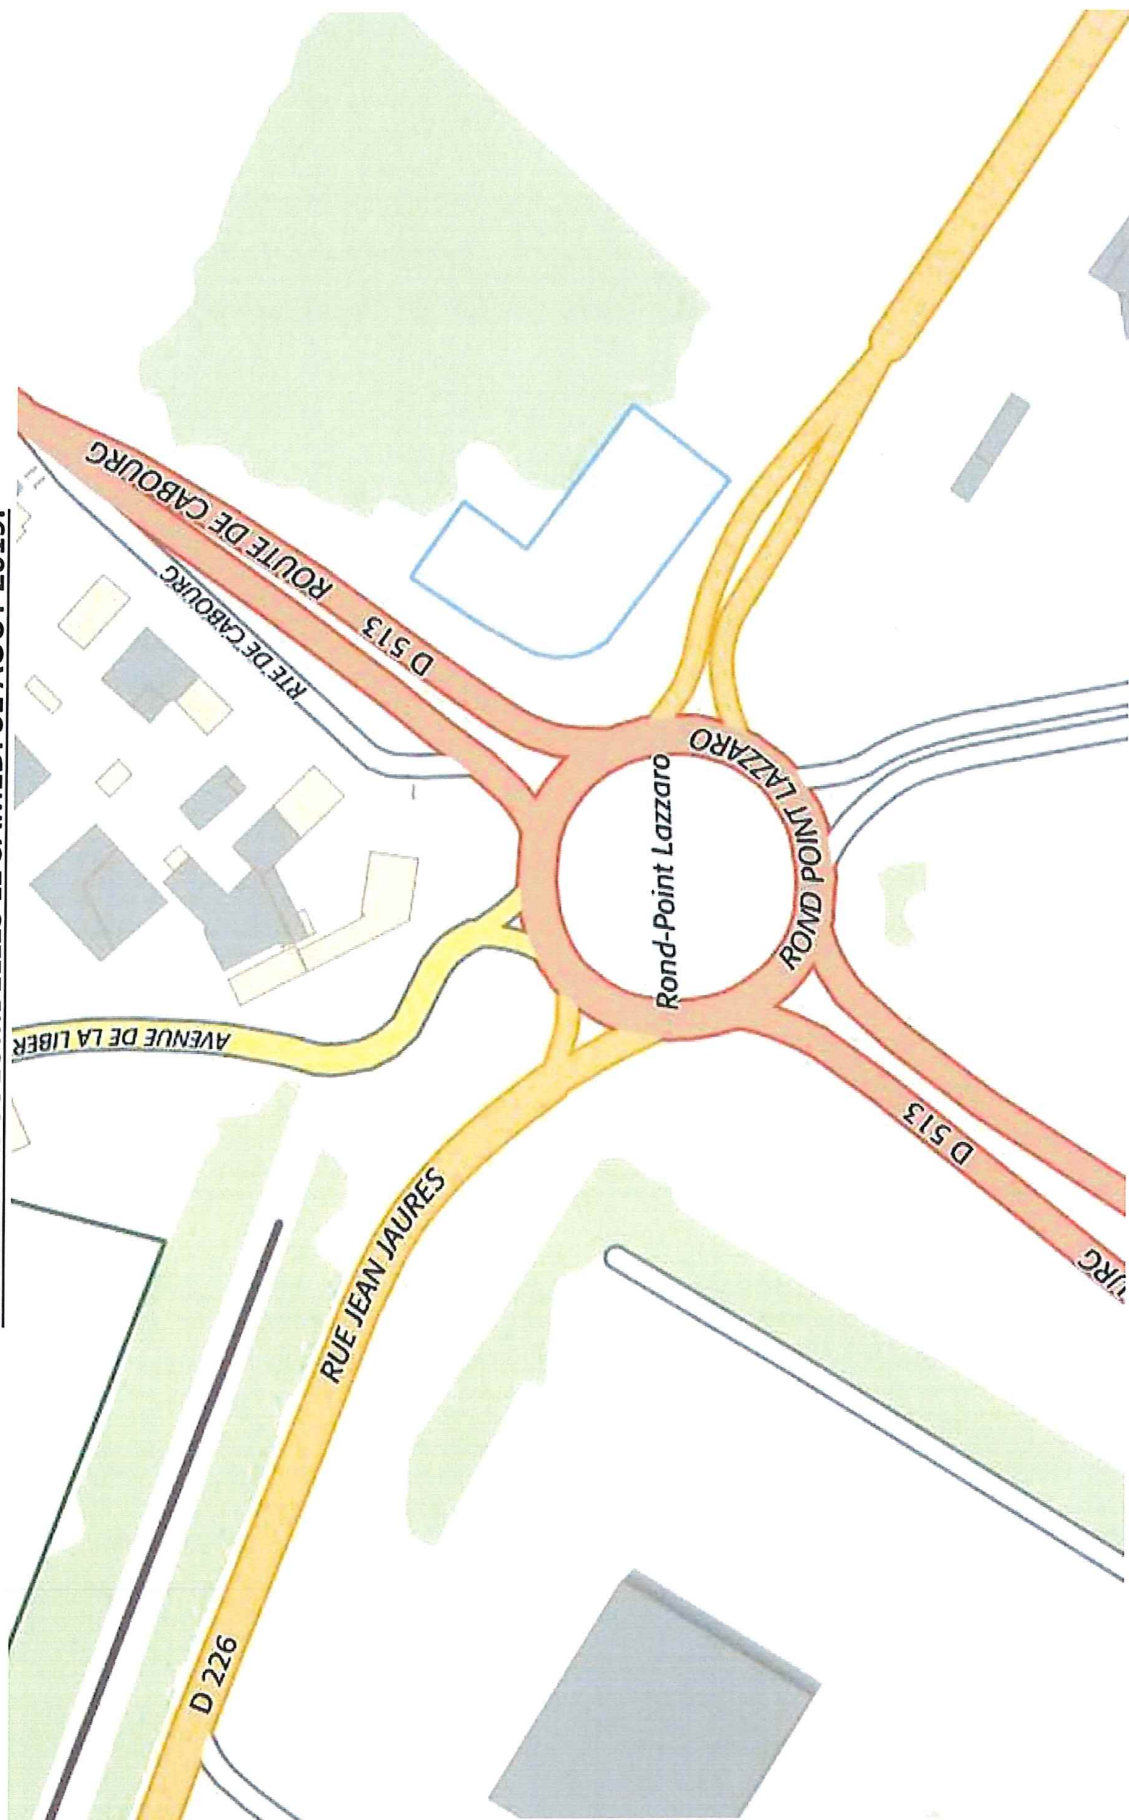 ROUTE DE CABOURG
D 513
RTE DE CABOURG
AVENUE DE LA LIBER
Rond-Point Lazzaro
ROND POINT LAZZARO
RUE JEAN JAURES
D 226
D 513
URG